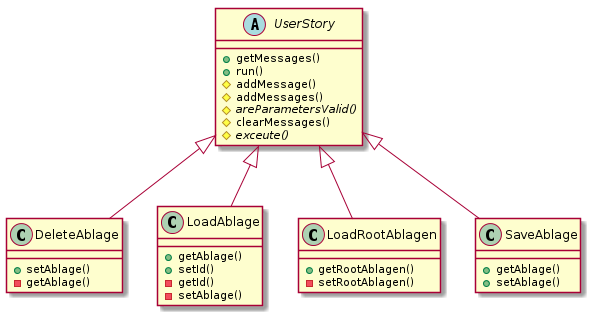 A UserStory
getMessages()
run()
addMessage()
addMessages()
areParametersValid()
clearMessages()
exceute()
C DeleteAblage
setAblage()
getAblage()
C LoadAblage
getAblage()
setId()
getId()
setAblage()
C LoadRootAblagen
getRootAblagen()
setRootAblagen()
C SaveAblage
getAblage()
setAblage()